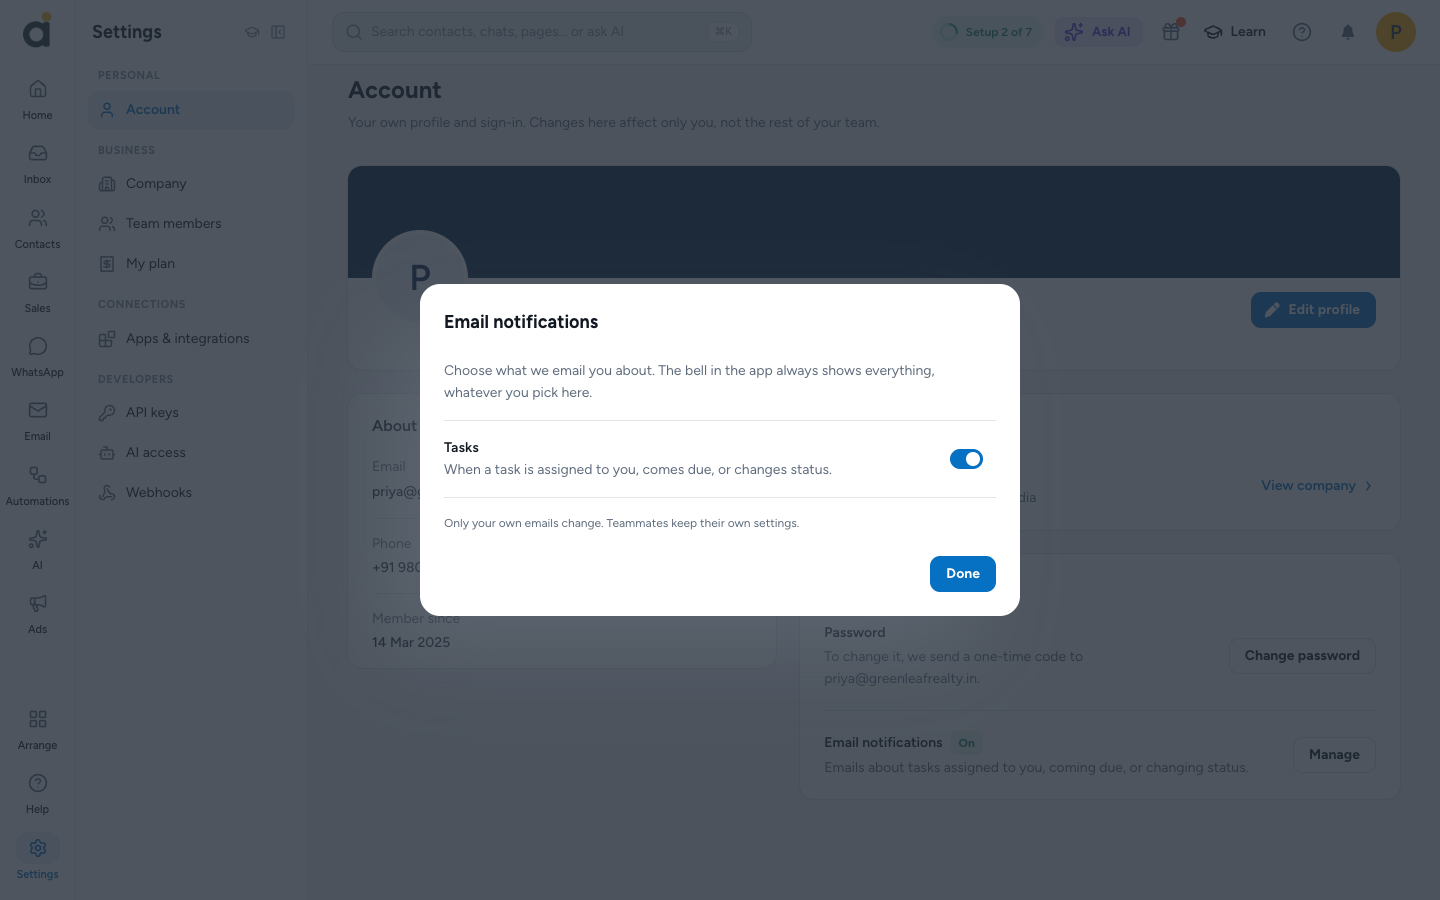 Settings
Search contacts, chats, pages... or ask AI
⌘K
Setup 2 of 7
Ask AI
Learn
P
Home
Inbox
Contacts
Sales
WhatsApp
Email
Automations
AI
Ads
Arrange
Help
Settings
PERSONAL
Account
BUSINESS
Company
Team members
My plan
CONNECTIONS
Apps & integrations
DEVELOPERS
API keys
AI access
Webhooks
Account
Your own profile and sign-in. Changes here affect only you, not the rest of your team.
P
Edit profile
About
Email
priya@g
Phone
+91 980
Member since
14 Mar 2025
dia
View company
Email notifications
Choose what we email you about. The bell in the app always shows everything,
whatever you pick here.
Tasks
When a task is assigned to you, comes due, or changes status.
Only your own emails change. Teammates keep their own settings.
Done
Password
To change it, we send a one-time code to
priya@greenleafrealty.in.
Change password
Email notifications On
Emails about tasks assigned to you, coming due, or changing status.
Manage